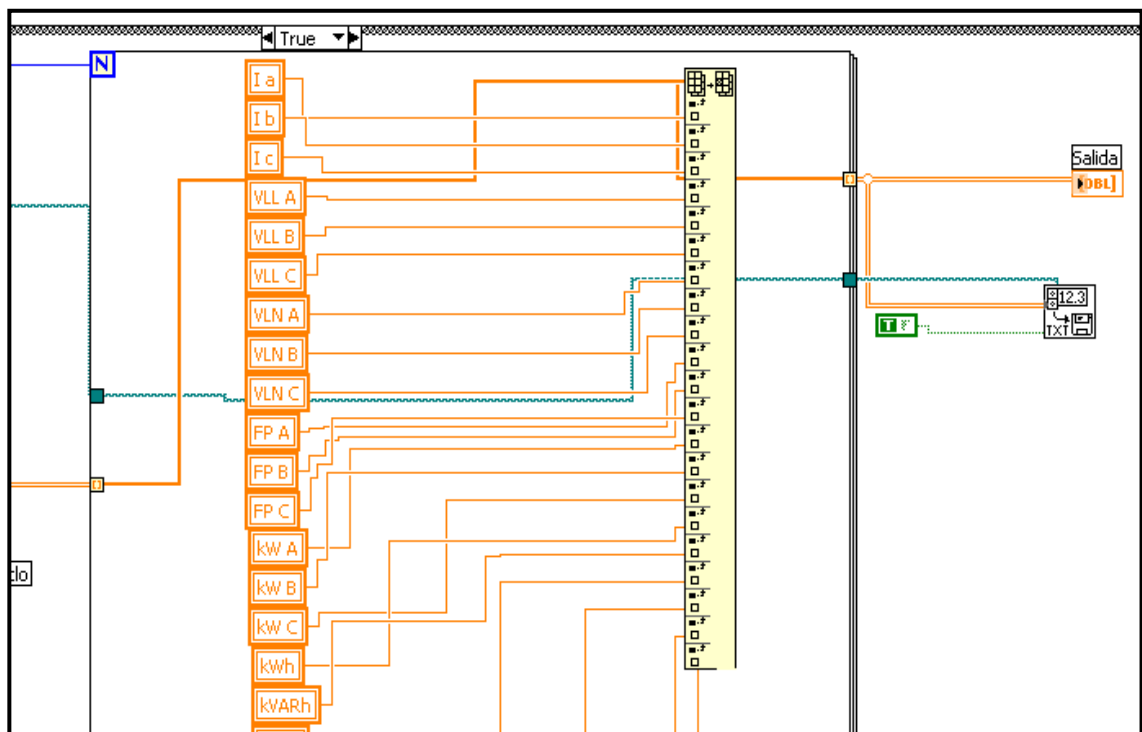 True
N
I a
I b
I c
VLL A
VLL B
VLL C
VLN A
VLN B
VLN C
FP A
FP B
FP C
kW A
kW B
kW C
kWh
kVARh
clo
Salida
DBL]
12.3
TXT
T F